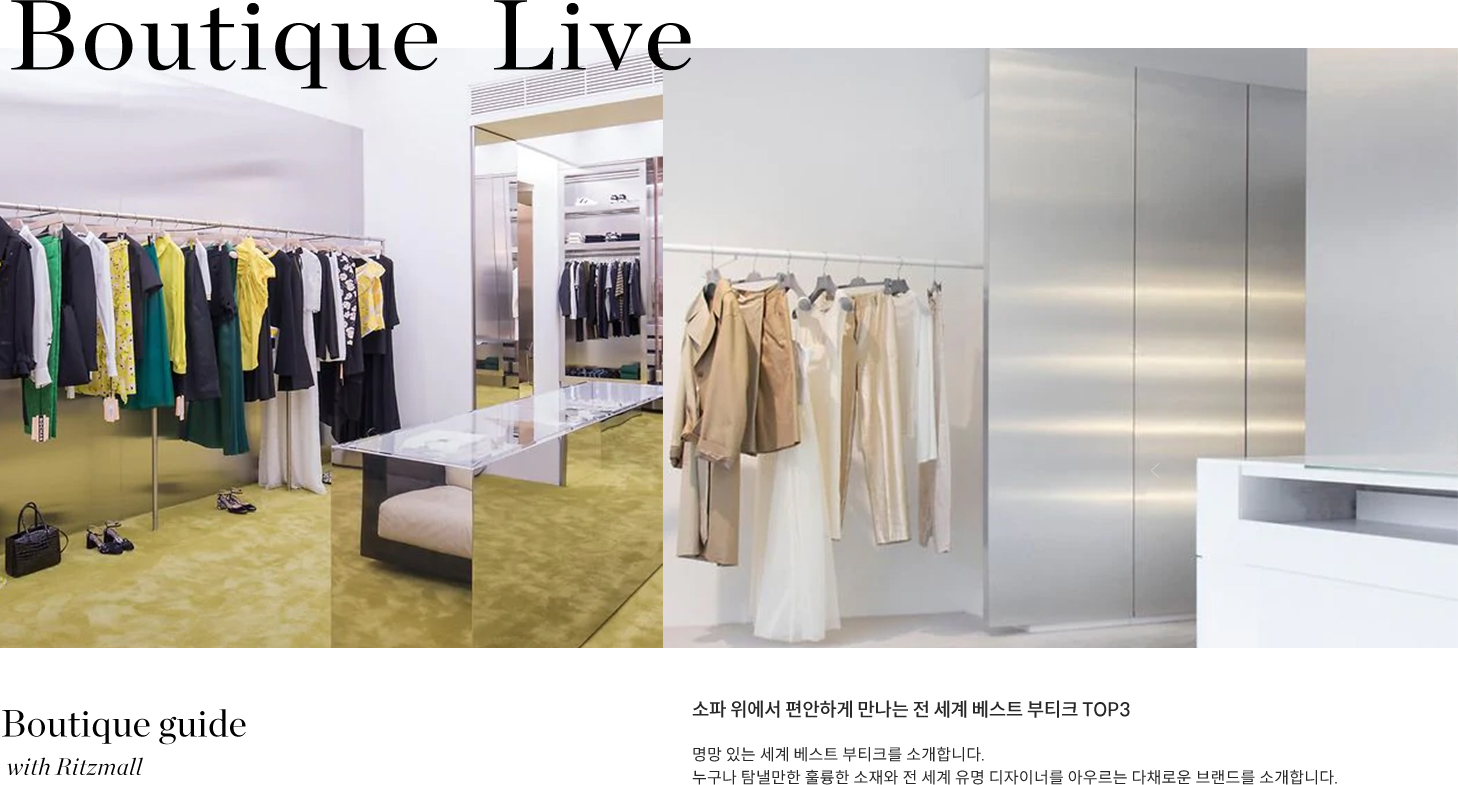 Boutique Live
Boutique guide
with Ritzmall
소파 위에서 편안하게 만나는 전 세계 베스트 부티크 TOP3
명망 있는 세계 베스트 부티크를 소개합니다.
누구나 탐낼만한 훌륭한 소재와 전 세계 유명 디자이너를 아우르는 다채로운 브랜드를 소개합니다.